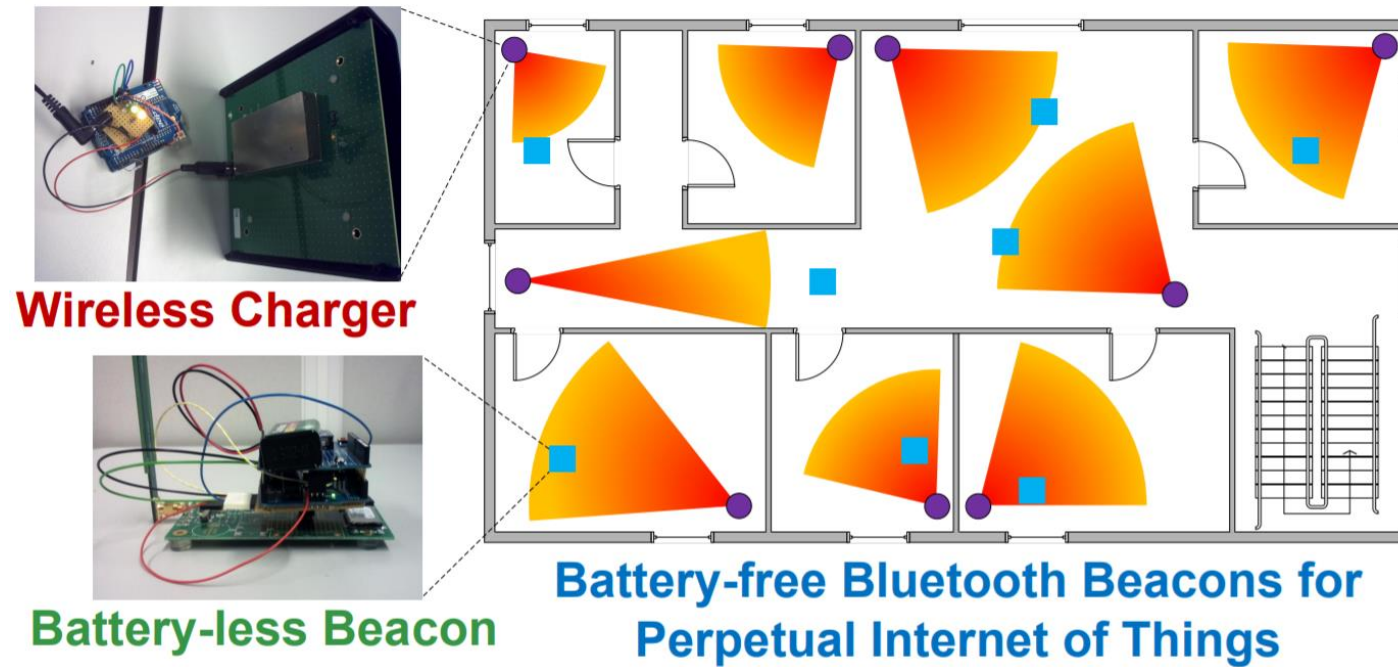 Wireless Charger
Battery-less Beacon
Battery-free Bluetooth Beacons for
Perpetual Internet of Things